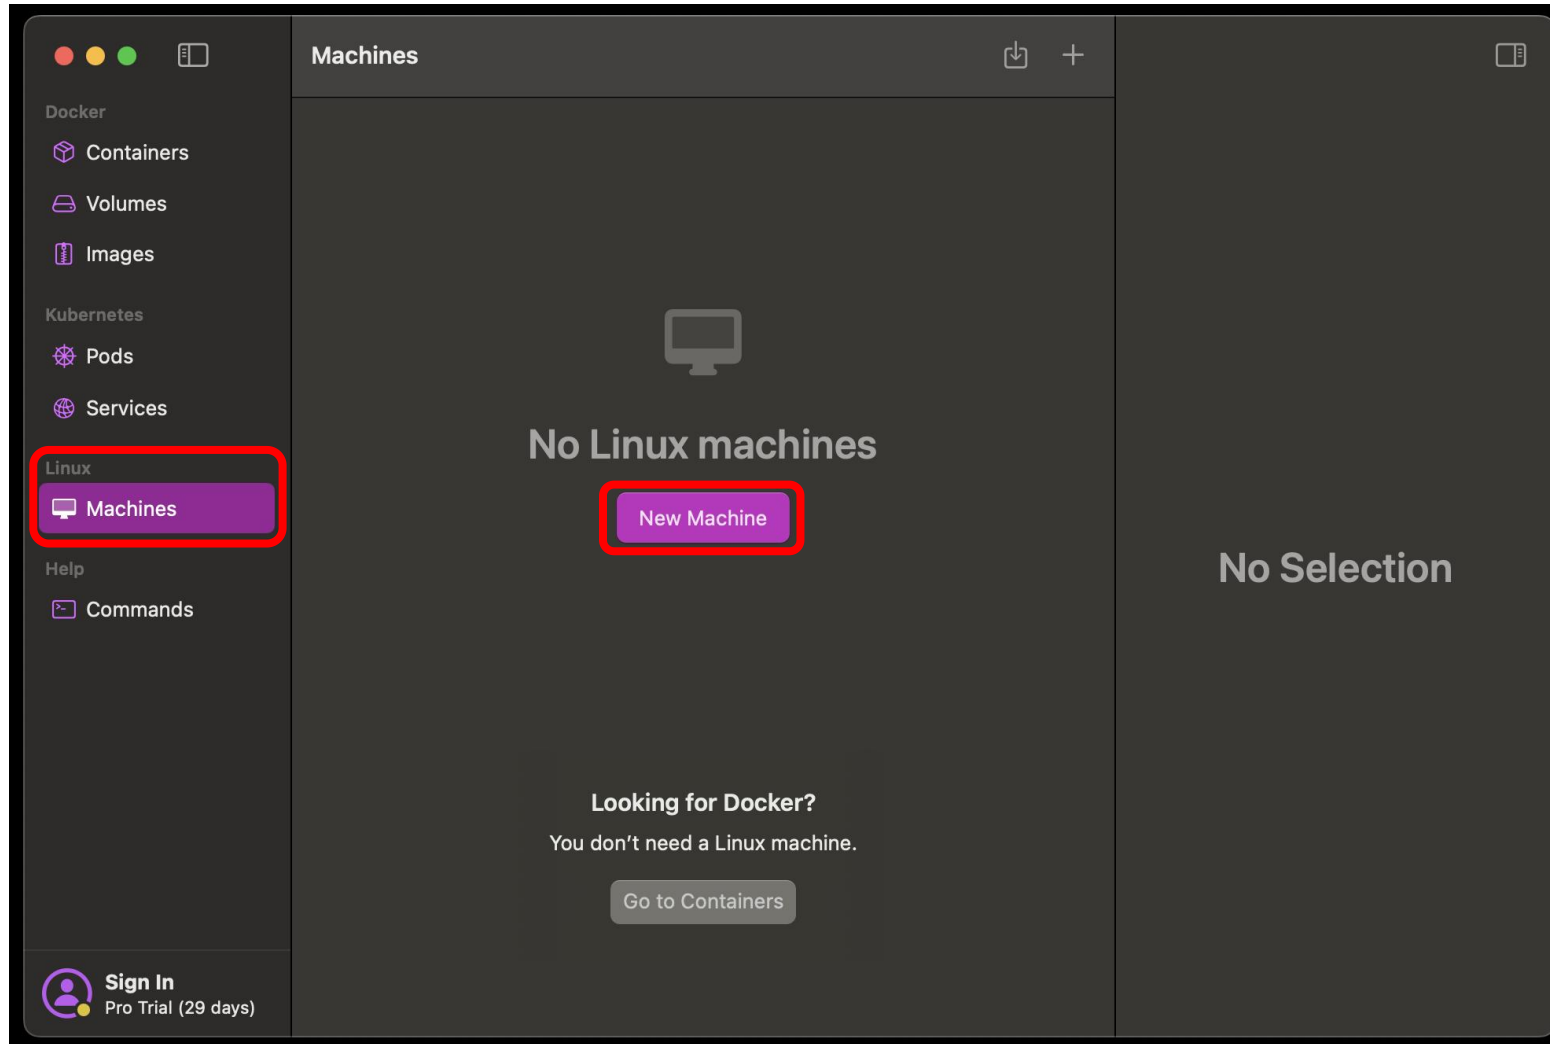 Machines
Docker
Containers
Volumes
Images
Kubernetes
Pods
Services
Linux
Machines
Help
Commands
Sign In
Pro Trial (29 days)
No Linux machines
New Machine
Looking for Docker?
You don't need a Linux machine.
Go to Containers
No Selection